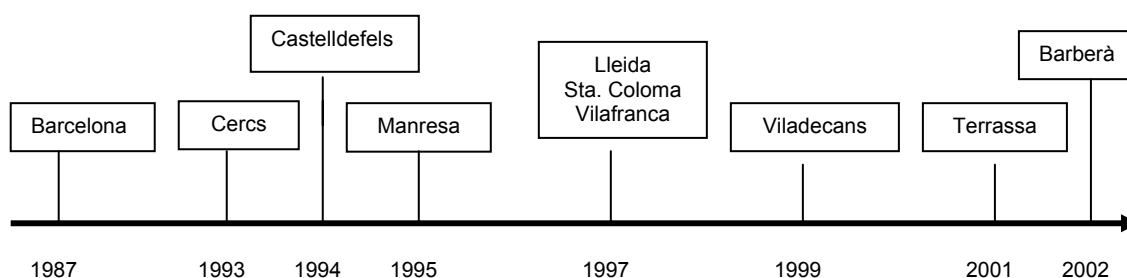 Castelldefels
Barberà
Lleida
Sta. Coloma
Vilafranca
Barcelona
Cercs
Manresa
Viladecans
Terrassa
1987 1993 1994 1995 1997 1999 2001 2002